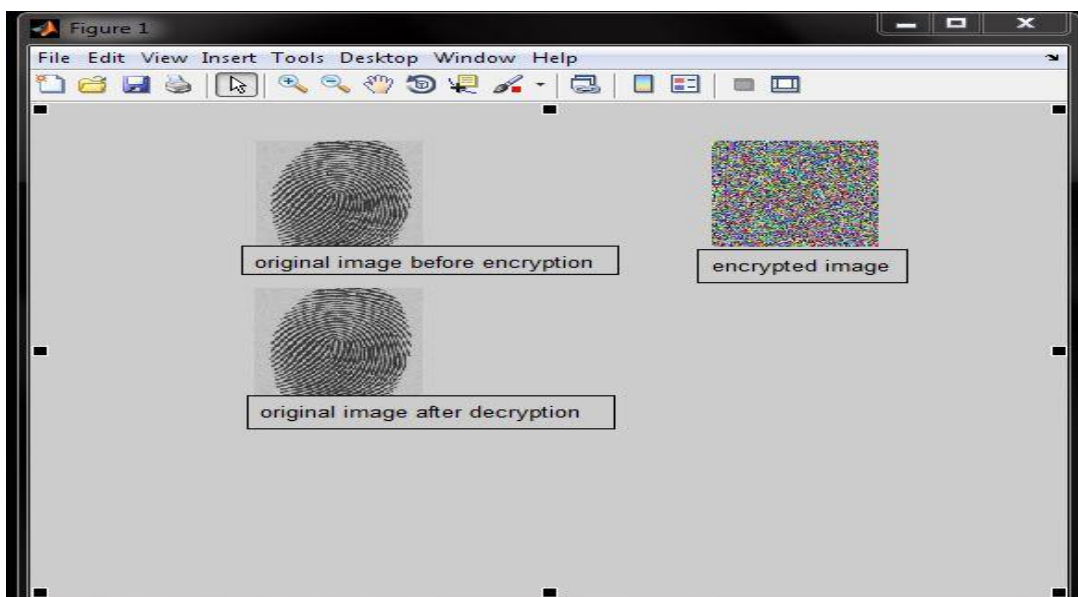 Figure 1
File Edit View Insert Tools Desktop Window Help
original image before encryption
encrypted image
original image after decryption